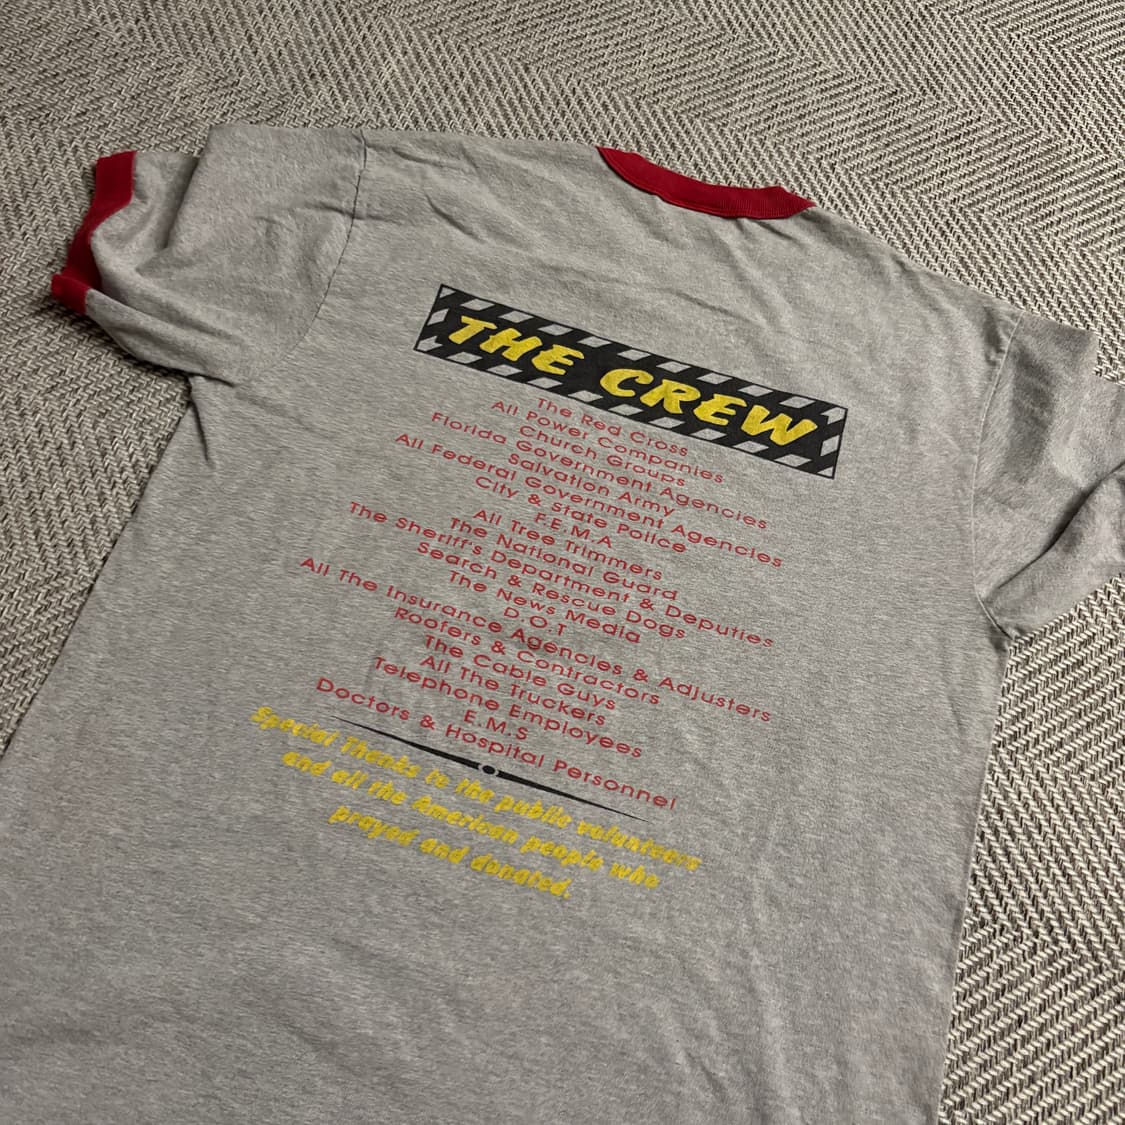 THE CREW
The Red Cross
All Power Companies
Church Groups
Florida Government Agencies
Salvation Army
All Federal Government Agencies
City & State Police
F.E.M.A
All Tree Trimmers
The National Guard
The Sheriff's Department & Deputies
Search & Rescue Dogs
The News Media
D.O.T
All The Insurance Agencies & Adjusters
Roofers & Contractors
The Cable Guys
All The Truckers
Telephone Employees
E.M.S
Doctors & Hospital Personnel
Special Thanks to the public volunteers
and all the American people who
prayed and donated.